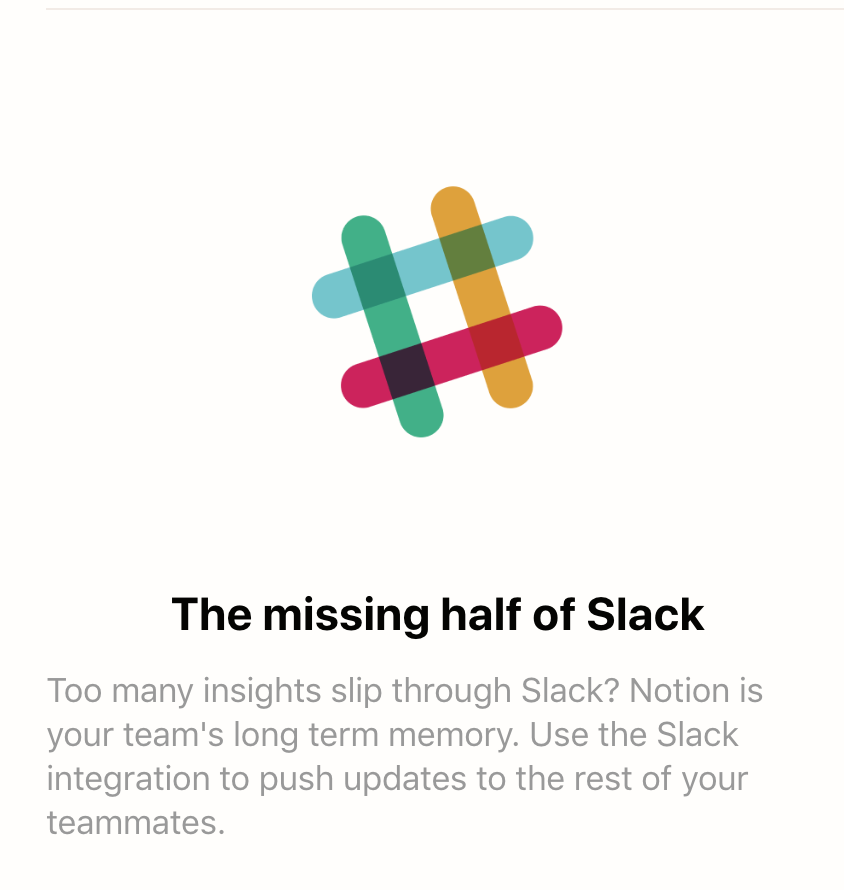 The missing half of Slack
Too many insights slip through Slack? Notion is
your team's long term memory. Use the Slack
integration to push updates to the rest of your
teammates.